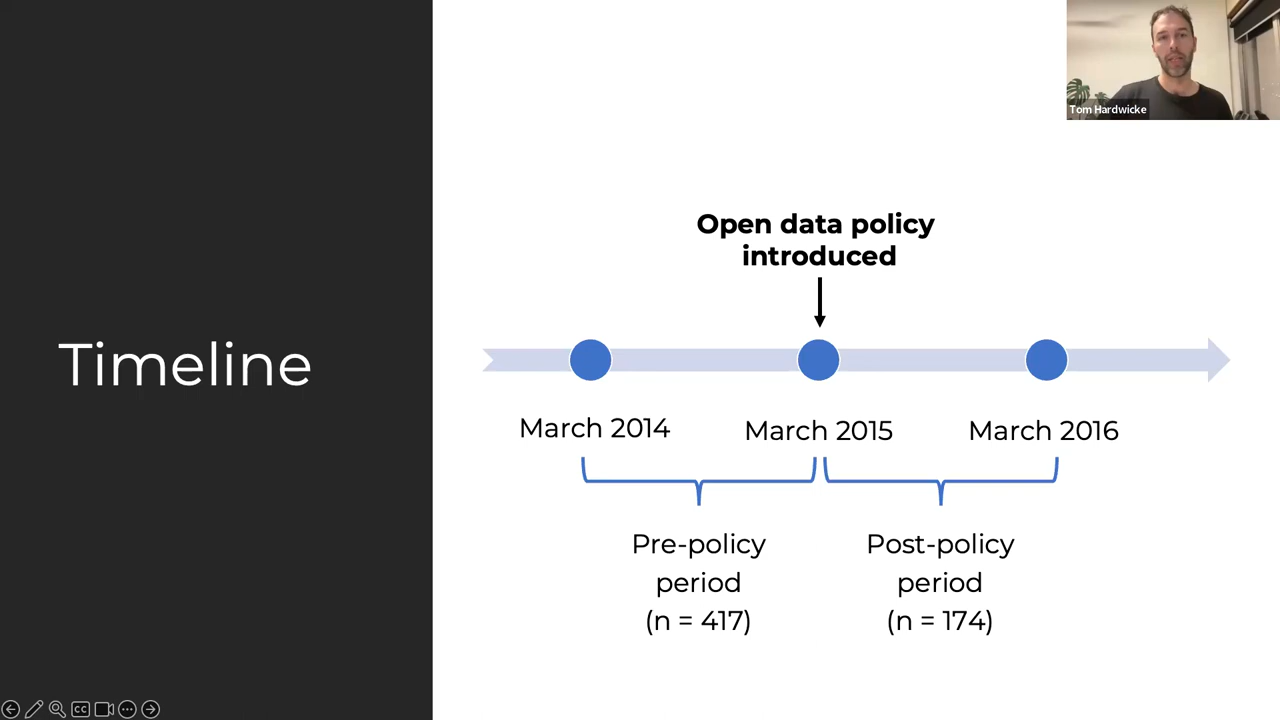 Tom Hardwicke
Timeline
Open data policy
introduced
March 2014
March 2015
March 2016
Pre-policy
period
(n = 417)
Post-policy
period
(n = 174)
CC